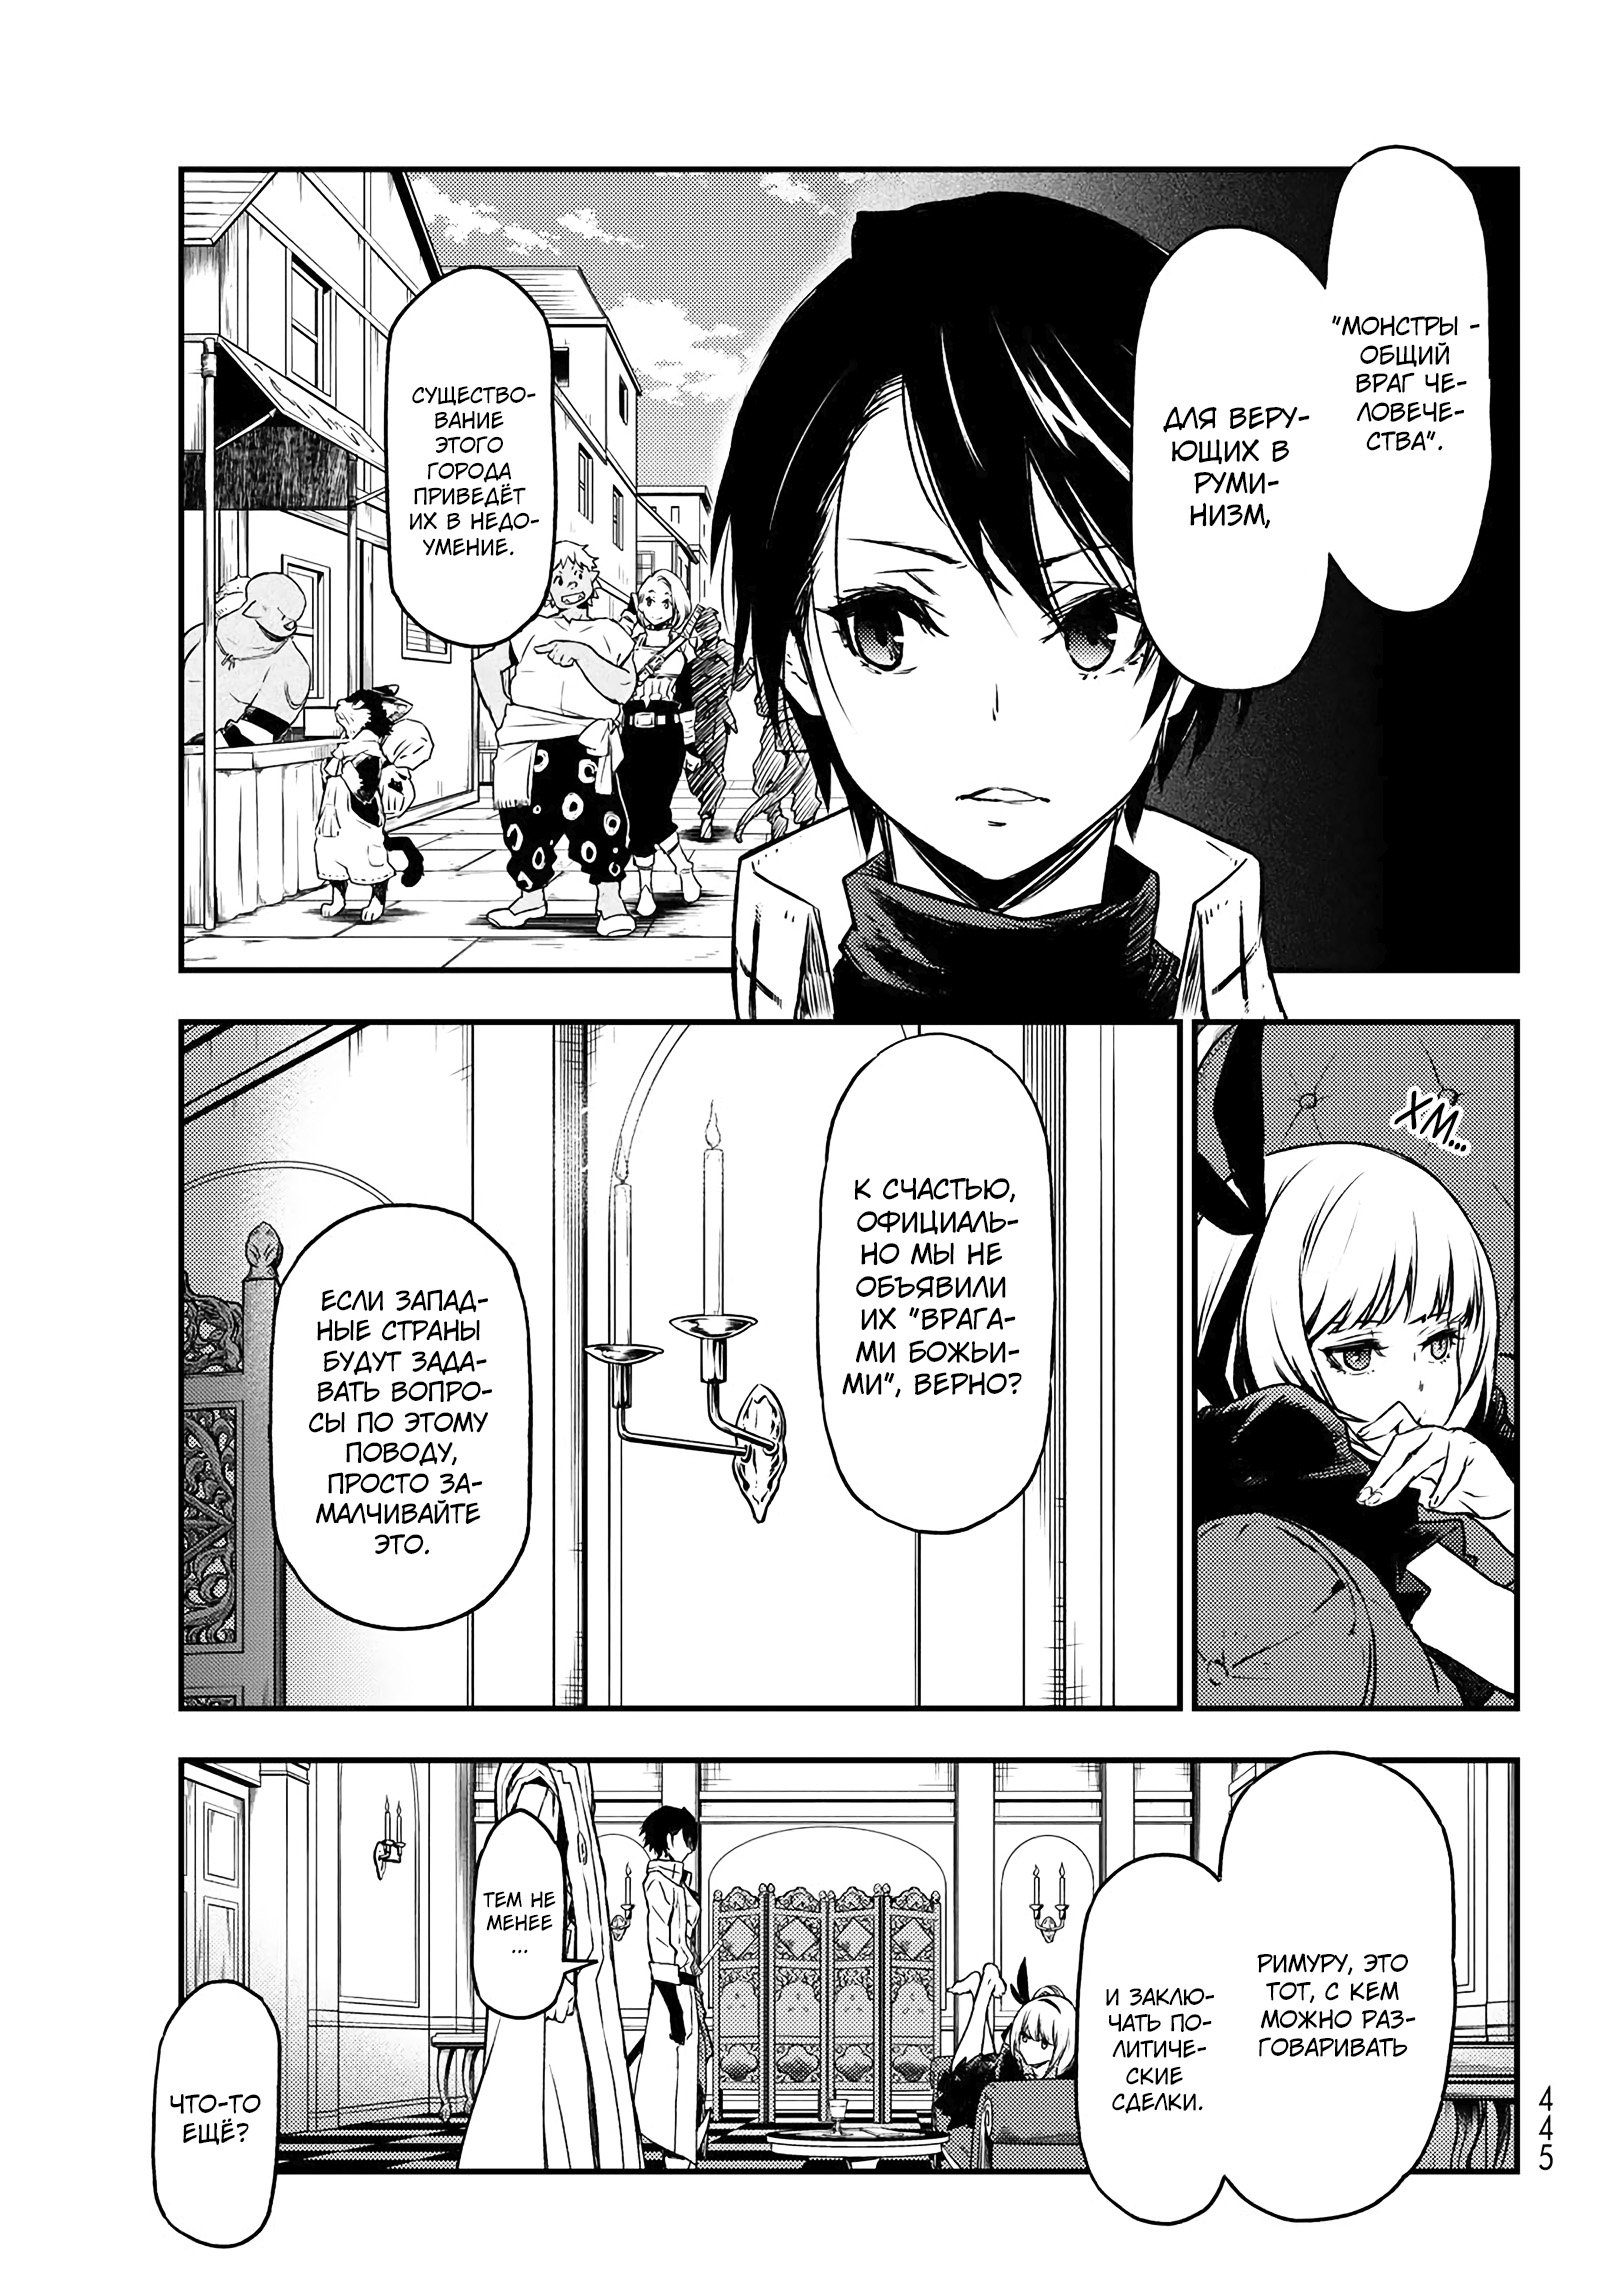 "МОНСТРЫ -
ОБЩИЙ
ВРАГ ЧЕ-
ЛОВЕЧЕ-
СТВА".
ДЛЯ ВЕРУ-
ЮЩИХ В
РУМИ-
НИЗМ,
СУЩЕСТВО-
ВАНИЕ
ЭТОГО
ГОРОДА
ПРИВЕДЁТ
ИХ В НЕДО-
УМЕНИЕ.
ХМ...
К СЧАСТЬЮ,
ОФИЦИАЛЬ-
НО МЫ НЕ
ОБЪЯВИЛИ
ИХ "ВРАГА-
МИ БОЖЬИ-
МИ", ВЕРНО?
ЕСЛИ ЗАПАД-
НЫЕ СТРАНЫ
БУДУТ ЗАДА-
ВАТЬ ВОПРО-
СЫ ПО ЭТОМУ
ПОВОДУ,
ПРОСТО ЗА-
МАЛЧИВАЙТЕ
ЭТО.
РИМУРУ, ЭТО
ТОТ, С КЕМ
МОЖНО РАЗ-
ГОВАРИВАТЬ
И ЗАКЛЮ-
ЧАТЬ ПО-
ЛИТИЧЕ-
СКИЕ
СДЕЛКИ.
ТЕМ НЕ
МЕНЕЕ
...
ЧТО-ТО
ЕЩЁ?
445